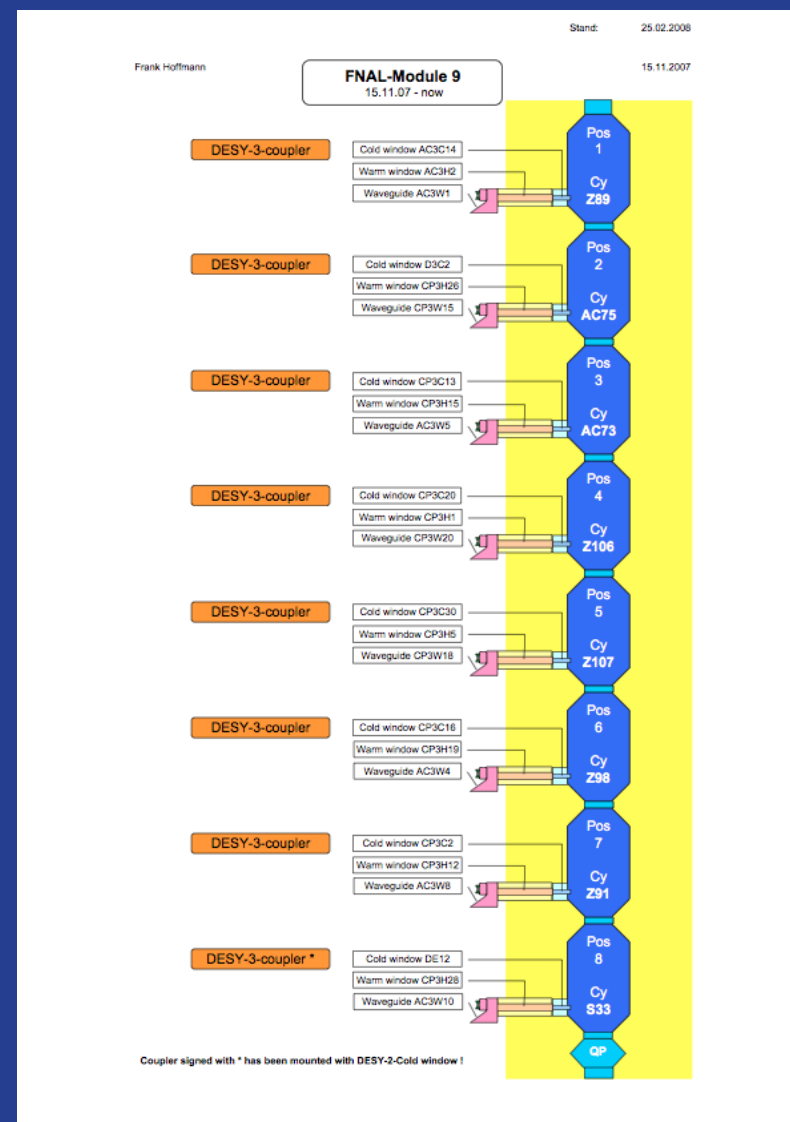 Stand: 25.02.2008
Frank Hoffmann
FNAL-Module 9
15.11.07 - now
15.11.2007
DESY-3-coupler
Cold window AC3C14
Warm window AC3H2
Waveguide AC3W1
Pos
1
Cy
Z89
DESY-3-coupler
Cold window D3C2
Warm window CP3H26
Waveguide CP3W15
Pos
2
Cy
AC75
DESY-3-coupler
Cold window CP3C13
Warm window CP3H15
Waveguide AC3W5
Pos
3
Cy
AC73
DESY-3-coupler
Cold window CP3C20
Warm window CP3H1
Waveguide CP3W20
Pos
4
Cy
Z106
DESY-3-coupler
Cold window CP3C30
Warm window CP3H5
Waveguide CP3W18
Pos
5
Cy
Z107
DESY-3-coupler
Cold window CP3C16
Warm window CP3H19
Waveguide AC3W4
Pos
6
Cy
Z98
DESY-3-coupler
Cold window CP3C2
Warm window CP3H12
Waveguide AC3W8
Pos
7
Cy
Z91
DESY-3-coupler *
Cold window DE12
Warm window CP3H28
Waveguide AC3W10
Pos
8
Cy
S33
QP
Coupler signed with * has been mounted with DESY-2-Cold window !